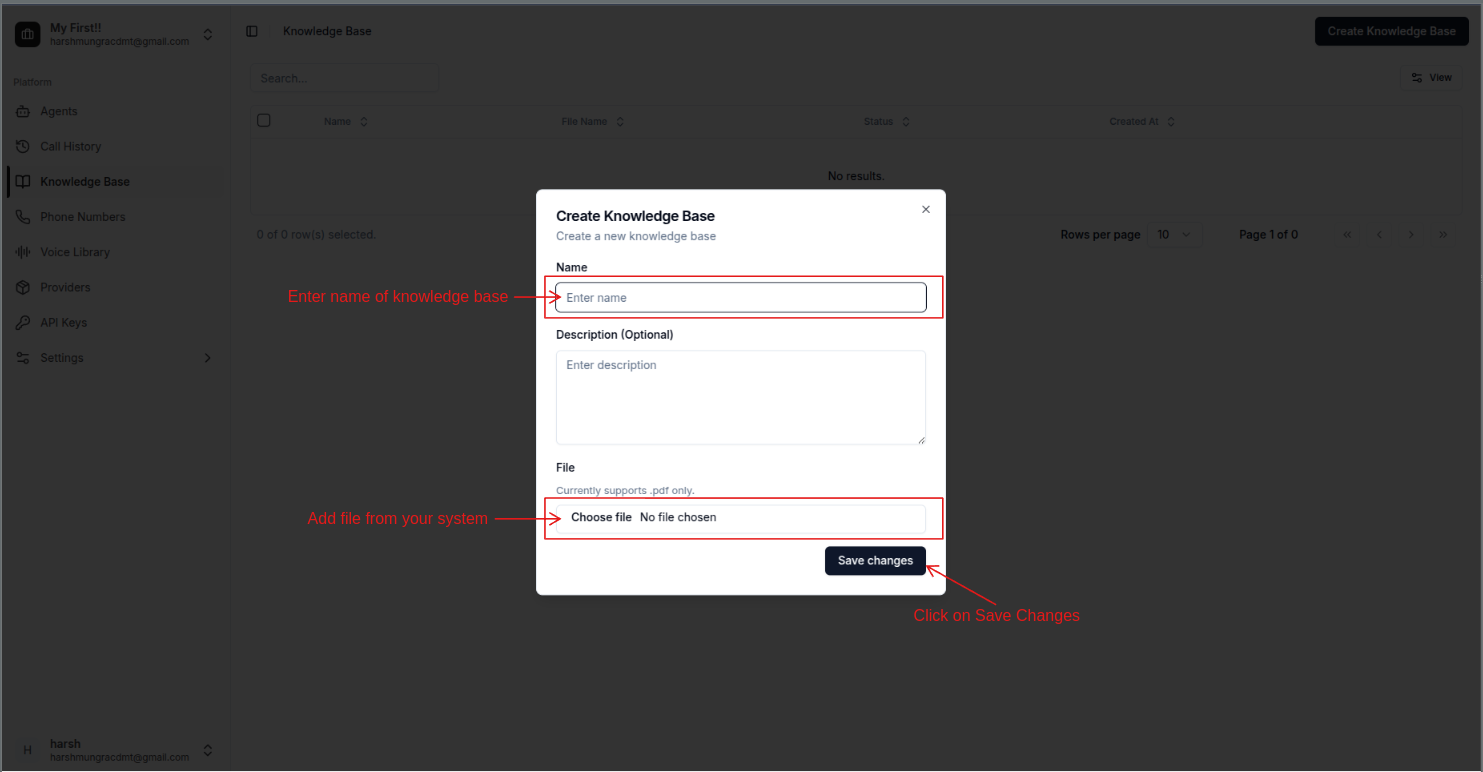 My First!!
harshmungracdmt@gmail.com
Knowledge Base
Create Knowledge Base
Platform
Search...
View
Agents
Name
File Name
Status
Created At
Call History
No results.
Knowledge Base
Phone Numbers
0 of 0 row(s) selected.
Rows per page 10
Page 1 of 0
Voice Library
Providers
API Keys
Settings
Create Knowledge Base
Create a new knowledge base
Name
Enter name of knowledge base
Enter name
Description (Optional)
Enter description
File
Currently supports .pdf only.
Add file from your system
Choose file No file chosen
Save changes
Click on Save Changes
H
harsh
harshmungracdmt@gmail.com